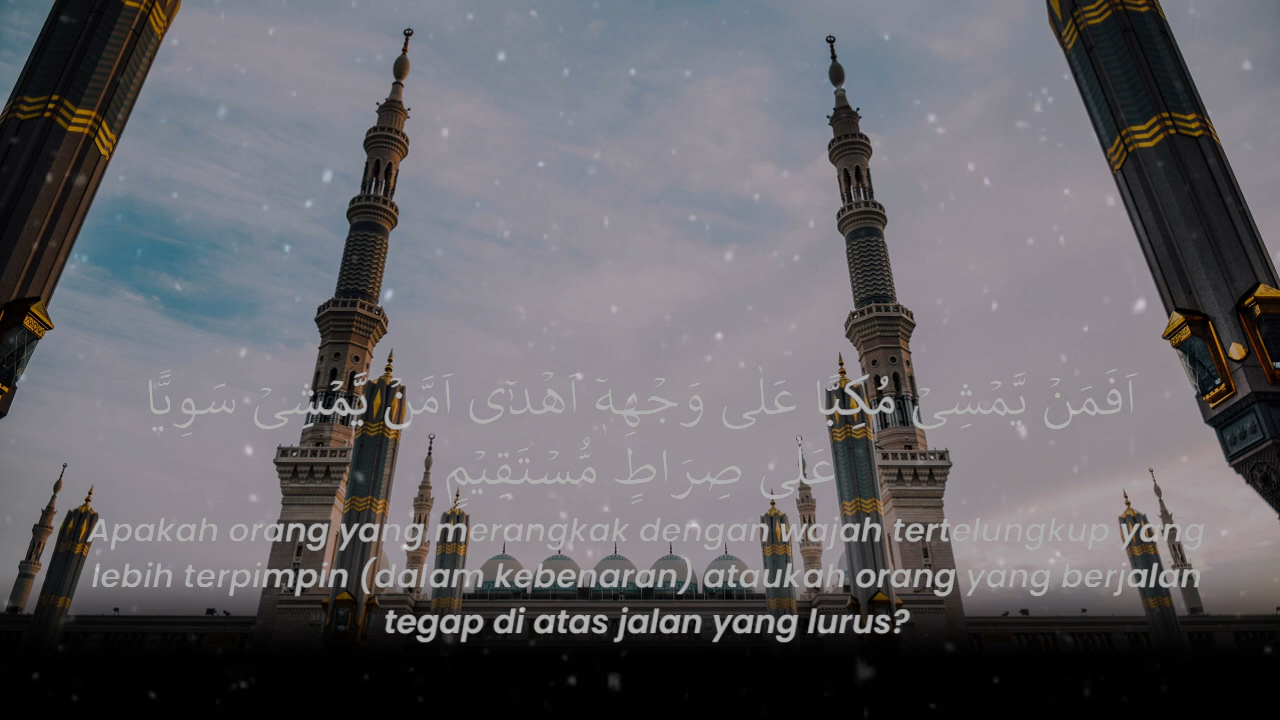 اَفَمَنْ يَّمْشِيْ مُكِبًّا عَلٰى وَجْهِهٖٓ اَهْدٰٓى اَمَّنْ يَّمْشِيْ سَوِيًّا
عَلٰى صِرَاطٍ مُّسْتَقِيْمٍ
Apakah orang yang merangkak dengan wajah tertelungkup yang
lebih terpimpin (dalam kebenaran) ataukah orang yang berjalan
tegap di atas jalan yang lurus?